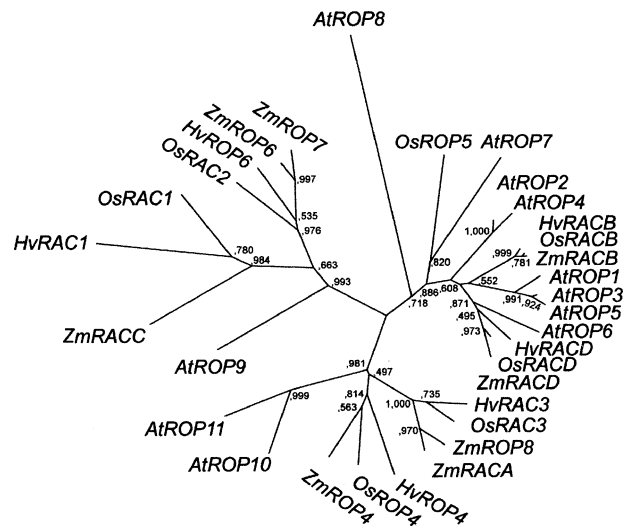 AtROP8
ZmROP7
ZmROP6
HvROP6
OsRAC2
OsROP5
AtROP7
,997
AtROP2
AtROP4
OsRAC1
HvRACB
OsRACB
ZmRACB
,535
,976
1,000
HvRAC1
,780
,984
,999
,781
,820
AtROP1
,663
,552
AtROP3
,993
,886
,608
,991
,924
AtROP5
,718
,871
,495
AtROP6
ZmRACC
,973
HvRACD
AtROP9
OsRACD
,981
,497
ZmRACD
,999
,814
,735
HvRAC3
,563
1,000
OsRAC3
AtROP11
,970
ZmROP8
AtROP10
ZmRACA
ZmROP4
OsROP4
HvROP4